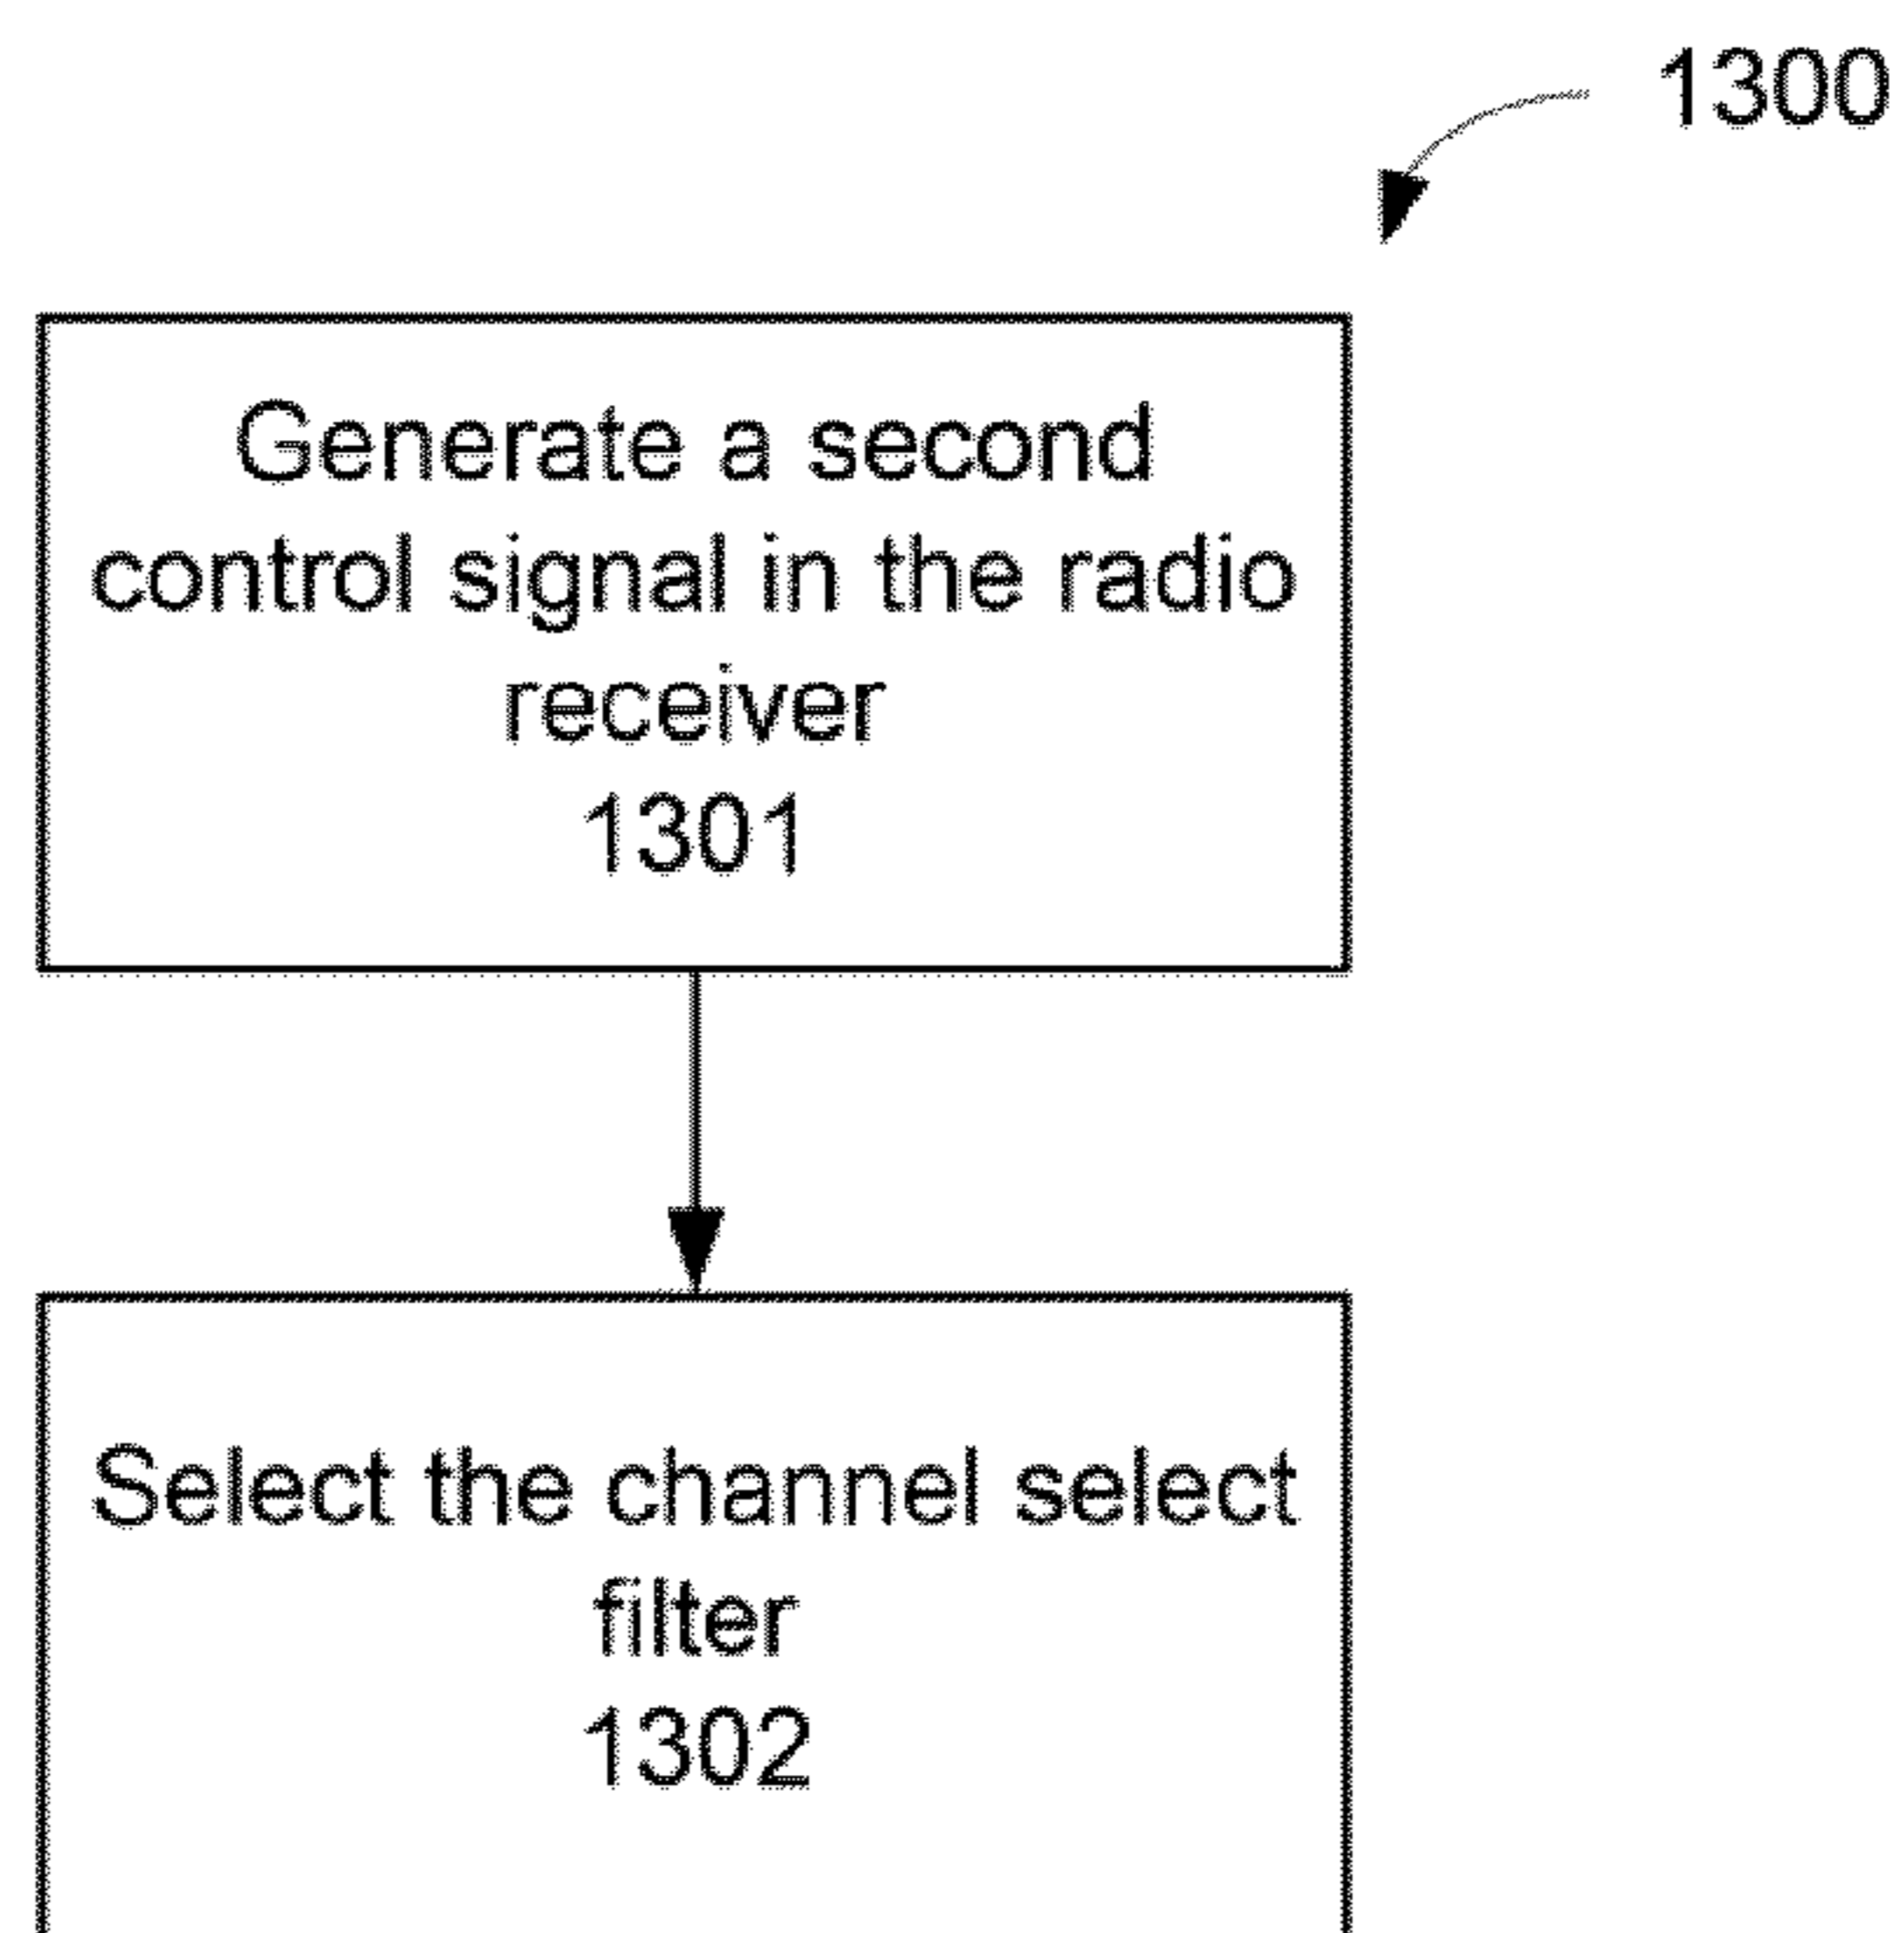 1300
Generate a second
control signal in the radio
receiver
1301
Select the channel select
filter
1302